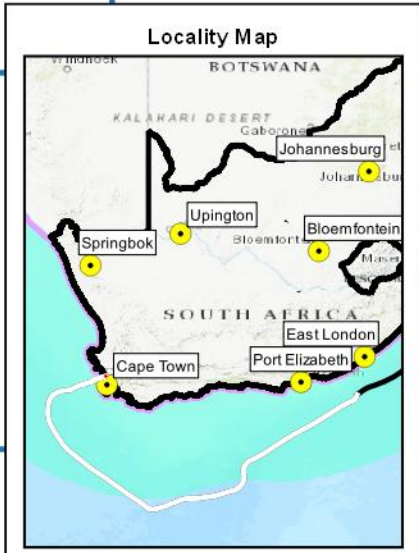 Locality Map
BOTSWANA
KALAHARI DESERT
Gaborone
Johannesburg
Upington
Bloemfontein
Springbok
SOUTH AFRICA
East London
Port Elizabeth
Cape Town